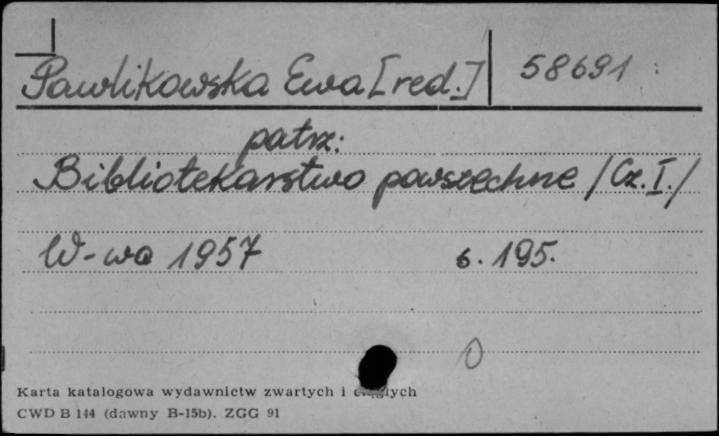 Pawlikowska Ewa [red.] 58691
patrz:
Bibliotekarstwo powszechne /Cz. I./
W-wa 1957 s. 195.
0
Karta katalogowa wydawnictw zwartych i ciągłych
CWD B 144 (dawny B-15b). ZGG 91